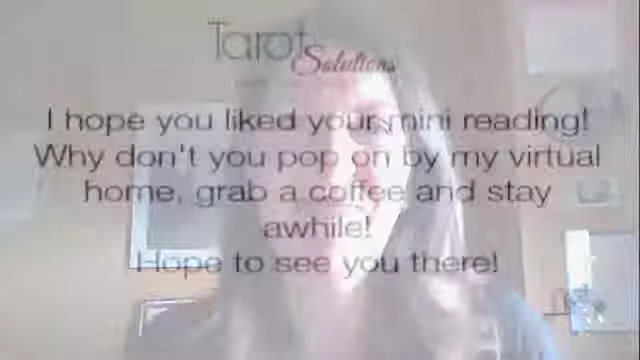 Tarot
Solutions
I hope you liked your mini reading!
Why don't you pop on by my virtual
home, grab a coffee and stay
awhile!
Hope to see you there!